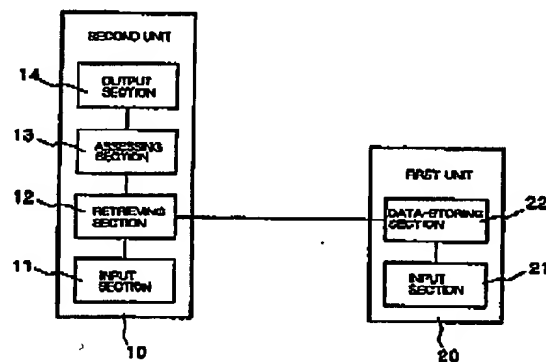 SECOND UNIT
14
OUTPUT
SECTION
13
ASSESSING
SECTION
12
RETRIEVING
SECTION
11
INPUT
SECTION
10
FIRST UNIT
22
DATA-STORING
SECTION
21
INPUT
SECTION
20